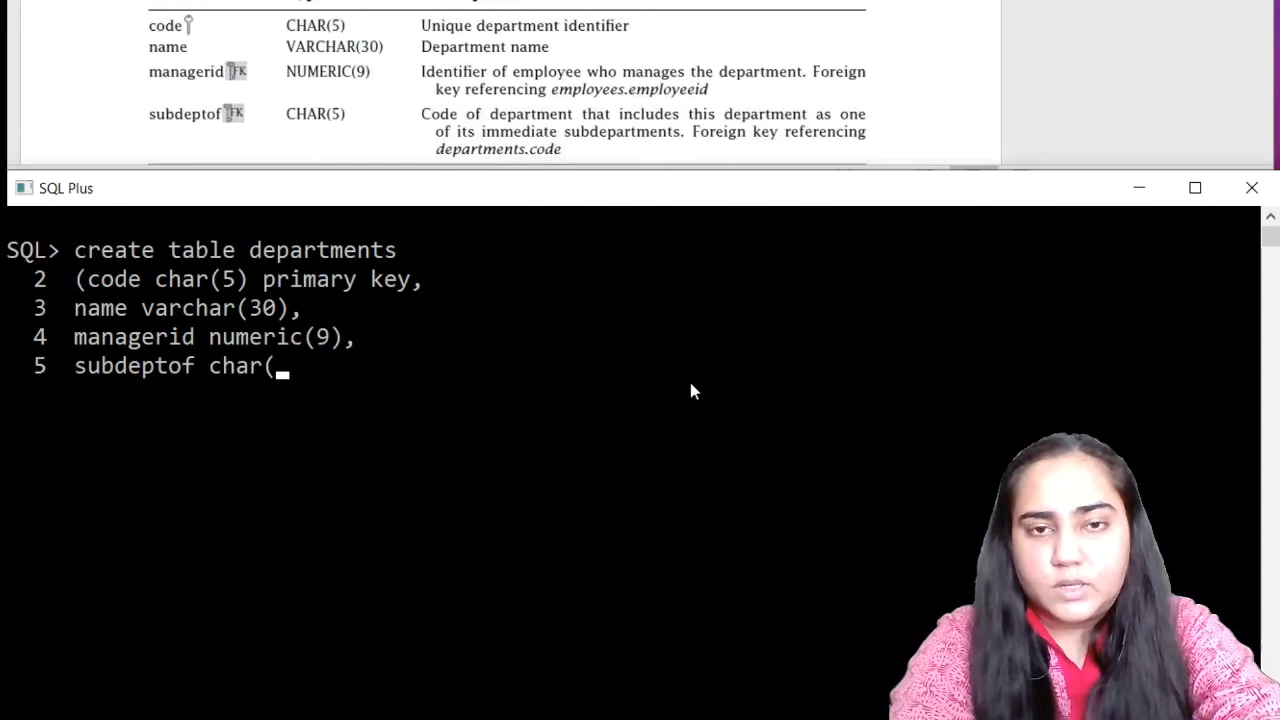 code CHAR(5) Unique department identifier
name VARCHAR(30) Department name
managerid FK NUMERIC(9) Identifier of employee who manages the department. Foreign
key referencing employees.employeeid
subdeptof FK CHAR(5) Code of department that includes this department as one
of its immediate subdepartments. Foreign key referencing
departments.code
SQL Plus
SQL> create table departments
2 (code char(5) primary key,
3 name varchar(30),
4 managerid numeric(9),
5 subdeptof char(